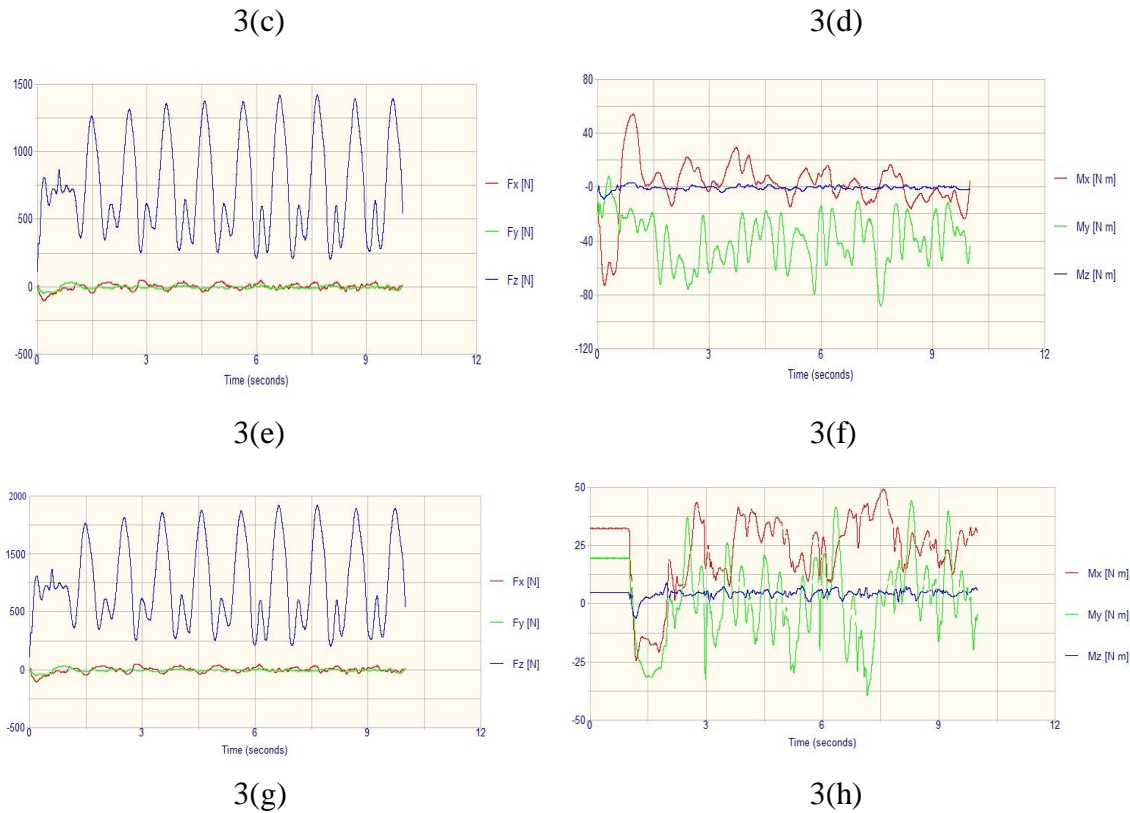 3(c)
3(d)
1500
1000
500
0
-500
0 3 6 9 12
Time (seconds)
Fx [N]
Fy [N]
Fz [N]
80
40
-0
-40
-80
-120
0 3 6 9 12
Time (seconds)
Mx [N m]
My [N m]
Mz [N m]
3(e)
3(f)
2000
1500
500
0
-500
0 3 6 9 12
Time (seconds)
Fx [N]
Fy [N]
Fz [N]
50
25
0
-25
-50
0 3 6 9 12
Time (seconds)
Mx [N m]
My [N m]
Mz [N m]
3(g)
3(h)